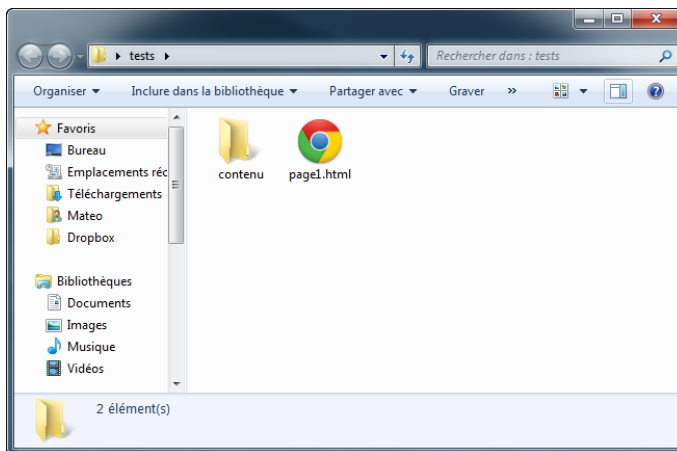 tests
Rechercher dans : tests
Organiser Inclure dans la bibliothèque Partager avec Graver »
Favoris
Bureau
Emplacements réc
Téléchargements
Mateo
Dropbox
Bibliothèques
Documents
Images
Musique
Vidéos
contenu page1.html
2 élément(s)